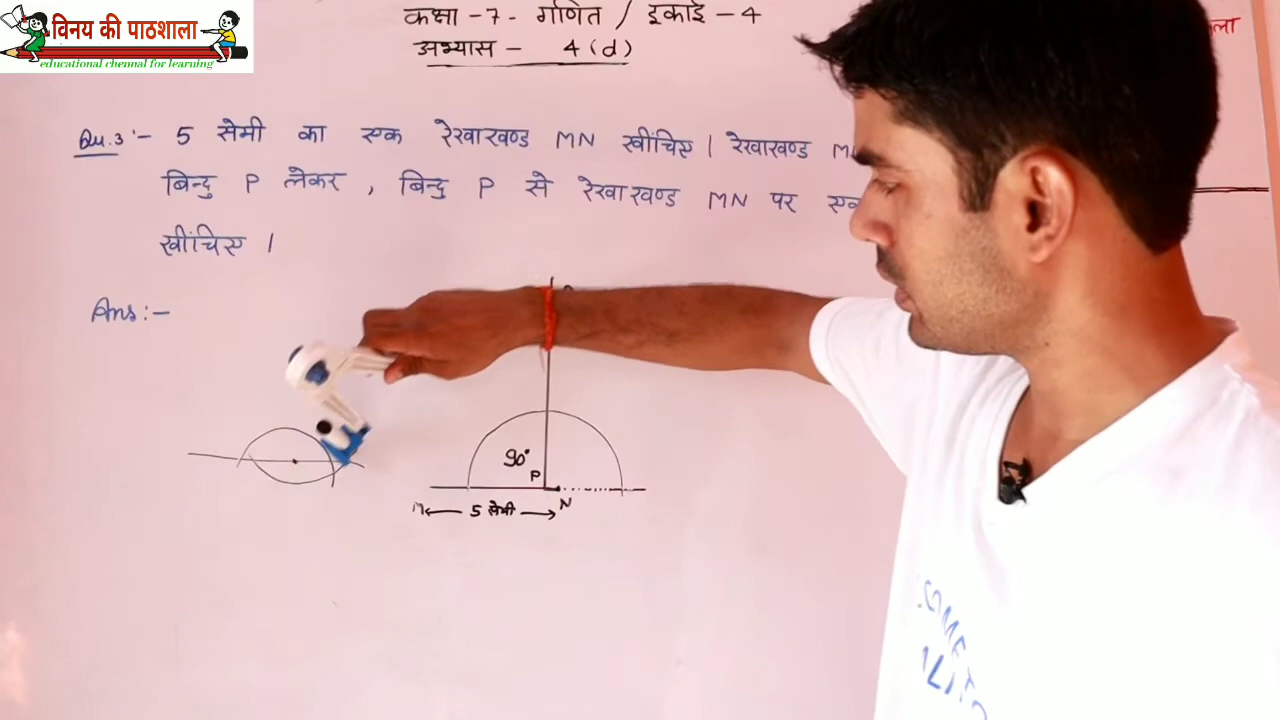 विनय की पाठशाला
educational chennal for learning
कक्षा -7- गणित / इकाई - 4
अभ्यास - 4(d)
Qu.3:- 5 सेमी का एक रेखाखण्ड MN खींचिए। रेखाखण्ड
बिन्दु P लेकर, बिन्दु P से रेखाखण्ड MN पर
खींचिए।
Ans:-
90°
P
M 5 सेमी N